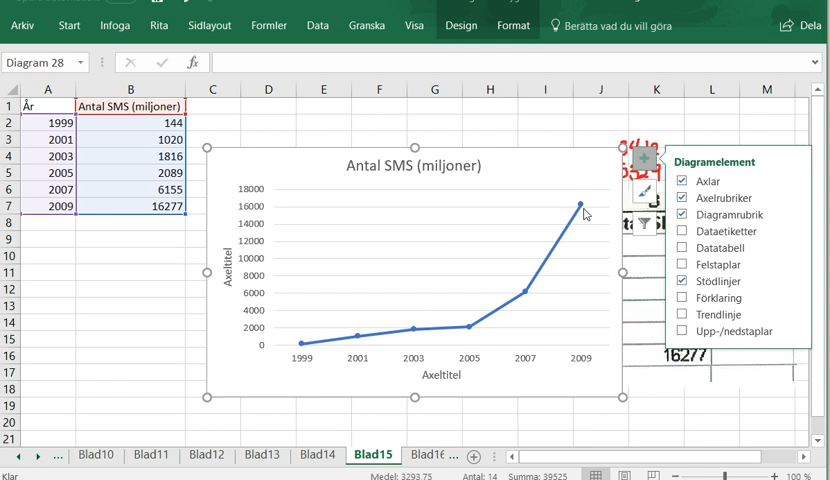 Arkiv Start Infoga Rita Sidlayout Formler Data Granska Visa Design Format Berätta vad du vill göra Dela
Diagram 28 fx
A B C D E F G H I J K L M
1 År Antal SMS (miljoner)
2 1999 144
3 2001 1020
4 2003 1816
5 2005 2089
6 2007 6155
7 2009 16277
8
9
10
11
12
13
14
15
16
17
18
19
20
21
Antal SMS (miljoner)
18000
16000
14000
12000
10000
8000
6000
4000
2000
0
Axeltitel
1999 2001 2003 2005 2007 2009
Axeltitel
Diagramelement
Axlar
Axelrubriker
Diagramrubrik
Dataetiketter
Datatabell
Felstaplar
Stödlinjer
Förklaring
Trendlinje
Upp-/nedstaplar
16277
... Blad10 Blad11 Blad12 Blad13 Blad14 Blad15 Blad16 ...
Klar Medel: 3293.75 Antal: 14 Summa: 39525 100 %